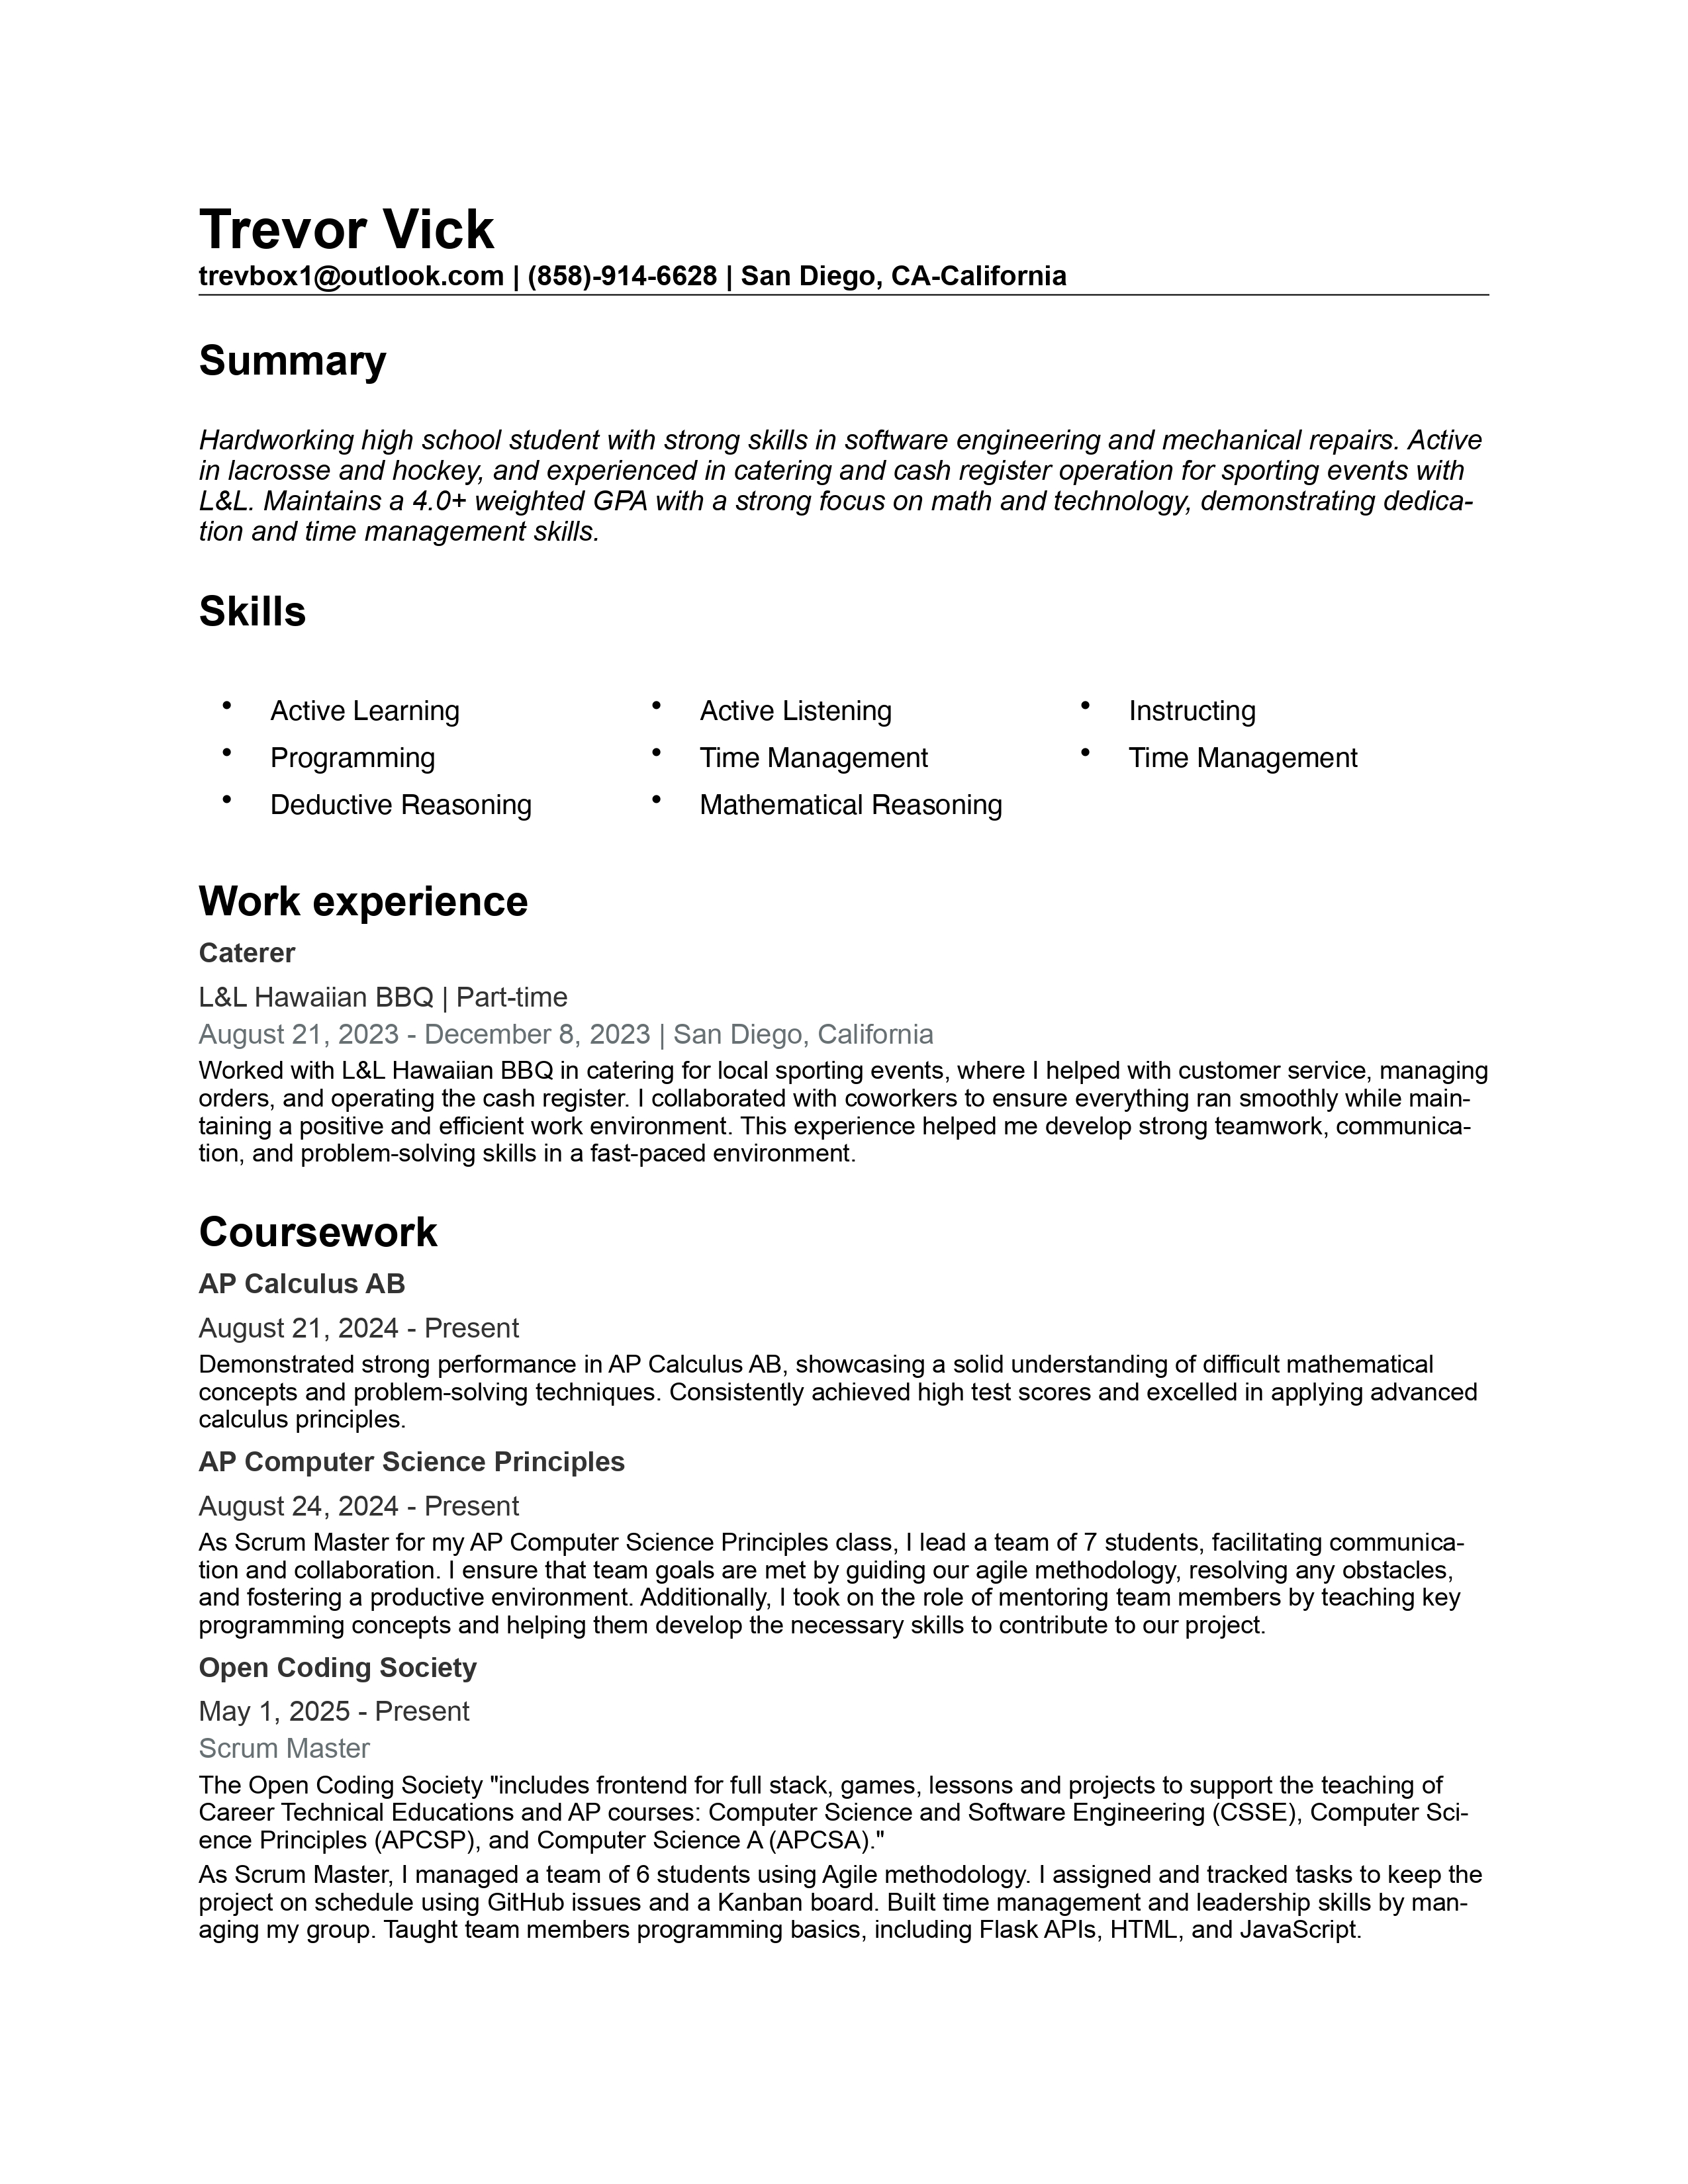 Trevor Vick
trevbox1@outlook.com | (858)-914-6628 | San Diego, CA-California
Summary
Hardworking high school student with strong skills in software engineering and mechanical repairs. Active
in lacrosse and hockey, and experienced in catering and cash register operation for sporting events with
L&L. Maintains a 4.0+ weighted GPA with a strong focus on math and technology, demonstrating dedica-
tion and time management skills.
Skills
• Active Learning • Active Listening • Instructing
• Programming • Time Management • Time Management
• Deductive Reasoning • Mathematical Reasoning
Work experience
Caterer
L&L Hawaiian BBQ | Part-time
August 21, 2023 - December 8, 2023 | San Diego, California
Worked with L&L Hawaiian BBQ in catering for local sporting events, where I helped with customer service, managing
orders, and operating the cash register. I collaborated with coworkers to ensure everything ran smoothly while main-
taining a positive and efficient work environment. This experience helped me develop strong teamwork, communica-
tion, and problem-solving skills in a fast-paced environment.
Coursework
AP Calculus AB
August 21, 2024 - Present
Demonstrated strong performance in AP Calculus AB, showcasing a solid understanding of difficult mathematical
concepts and problem-solving techniques. Consistently achieved high test scores and excelled in applying advanced
calculus principles.
AP Computer Science Principles
August 24, 2024 - Present
As Scrum Master for my AP Computer Science Principles class, I lead a team of 7 students, facilitating communica-
tion and collaboration. I ensure that team goals are met by guiding our agile methodology, resolving any obstacles,
and fostering a productive environment. Additionally, I took on the role of mentoring team members by teaching key
programming concepts and helping them develop the necessary skills to contribute to our project.
Open Coding Society
May 1, 2025 - Present
Scrum Master
The Open Coding Society "includes frontend for full stack, games, lessons and projects to support the teaching of
Career Technical Educations and AP courses: Computer Science and Software Engineering (CSSE), Computer Sci-
ence Principles (APCSP), and Computer Science A (APCSA)."
As Scrum Master, I managed a team of 6 students using Agile methodology. I assigned and tracked tasks to keep the
project on schedule using GitHub issues and a Kanban board. Built time management and leadership skills by man-
aging my group. Taught team members programming basics, including Flask APIs, HTML, and JavaScript.